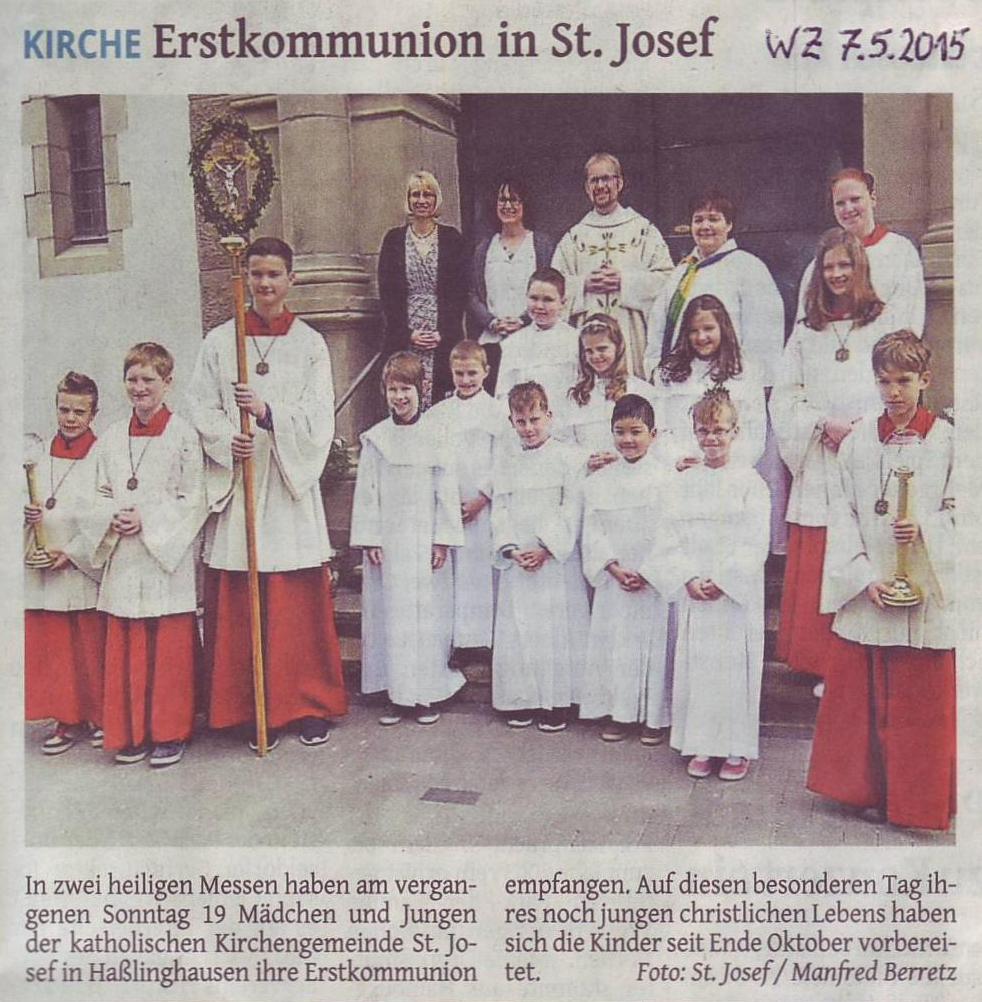 KIRCHE Erstkommunion in St. Josef WZ 7.5.2015
In zwei heiligen Messen haben am vergan-
genen Sonntag 19 Mädchen und Jungen
der katholischen Kirchengemeinde St. Jo-
sef in Haßlinghausen ihre Erstkommunion
empfangen. Auf diesen besonderen Tag ih-
res noch jungen christlichen Lebens haben
sich die Kinder seit Ende Oktober vorberei-
tet. Foto: St. Josef / Manfred Berretz